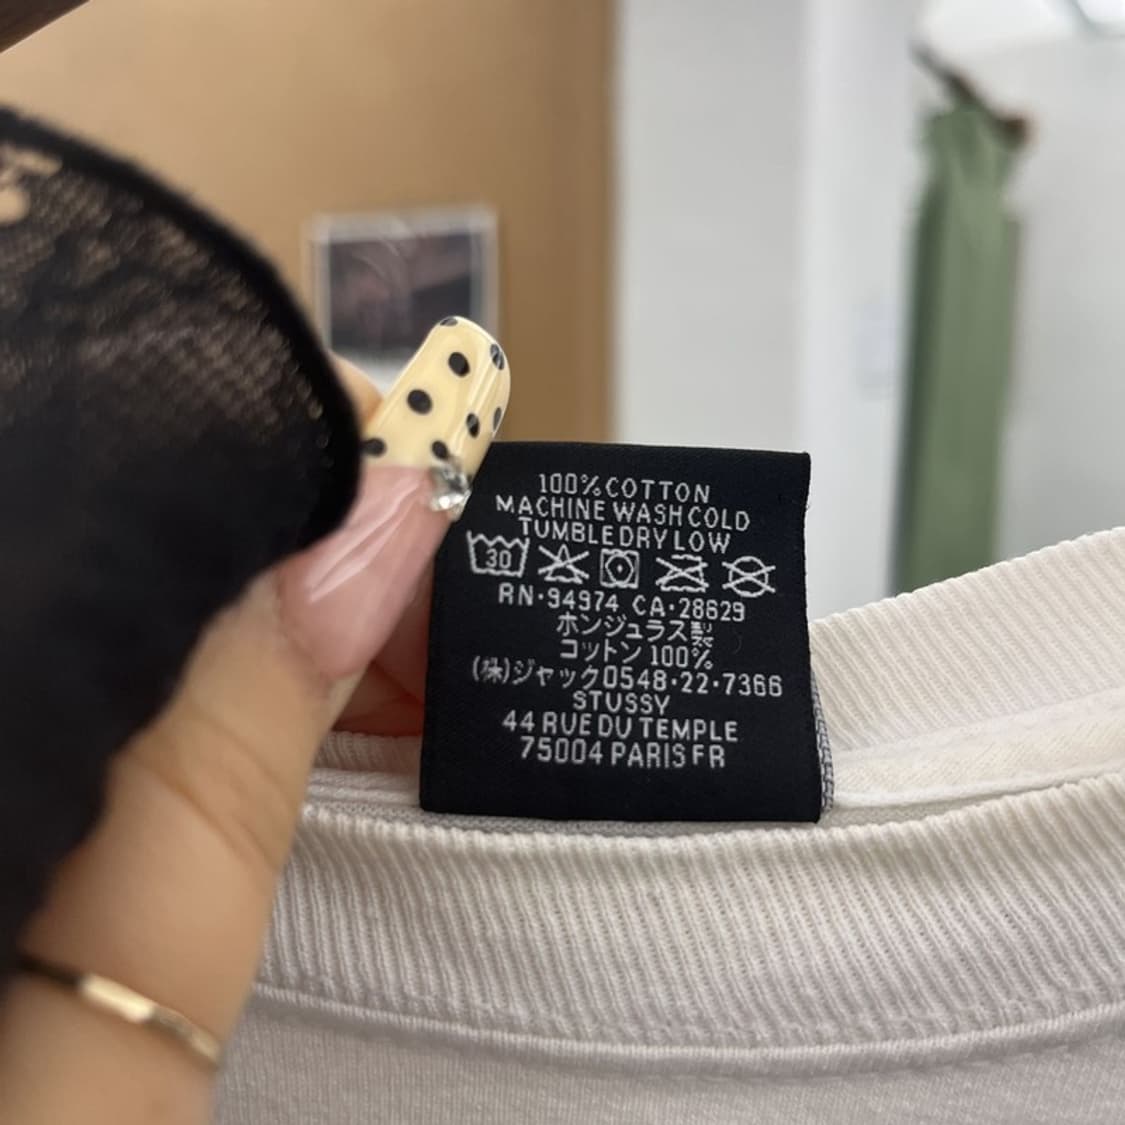 100% COTTON
MACHINE WASH COLD
TUMBLE DRY LOW
30
RN·94974 CA·28629
ホンジュラス製
コットン 100%
(株)ジャック0548·22·7366
STUSSY
44 RUE DU TEMPLE
75004 PARIS FR